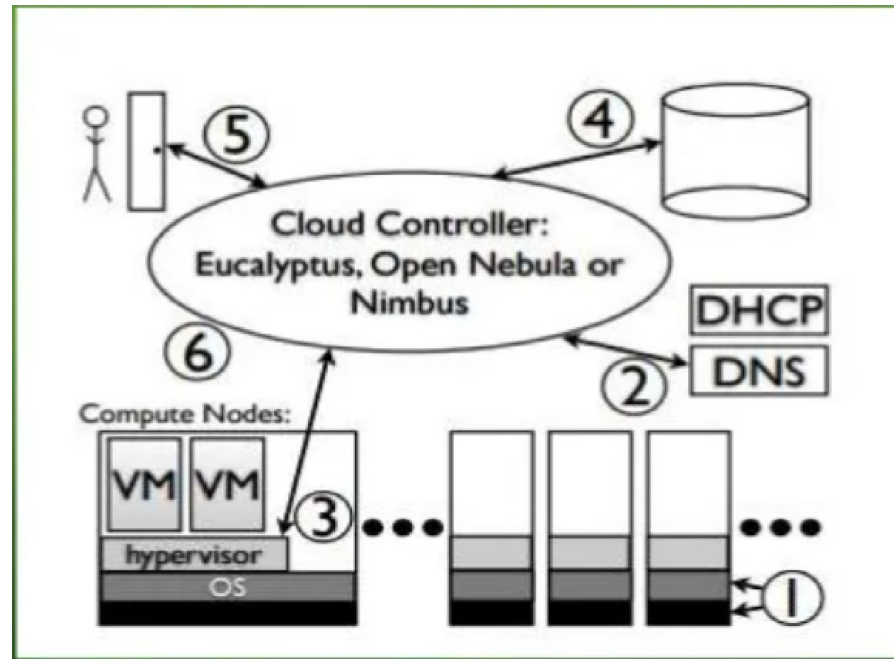 5
4
Cloud Controller:
Eucalyptus, Open Nebula or
Nimbus
DHCP
6
2
DNS
Compute Nodes:
VM VM
3
hypervisor
OS
1